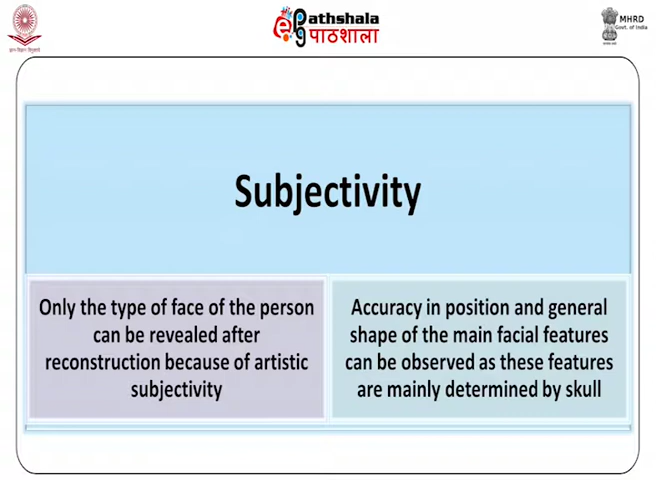 ePG Pathshala
पाठशाला
MHRD
Govt. of India
Subjectivity
Only the type of face of the person
can be revealed after
reconstruction because of artistic
subjectivity
Accuracy in position and general
shape of the main facial features
can be observed as these features
are mainly determined by skull